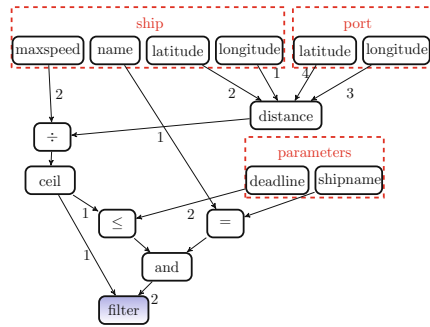 ship port
maxspeed name latitude longitude latitude longitude
1 4
2 2 3
distance
÷ 1
parameters
ceil deadline shipname
1 2
≤ =
1
and
filter 2